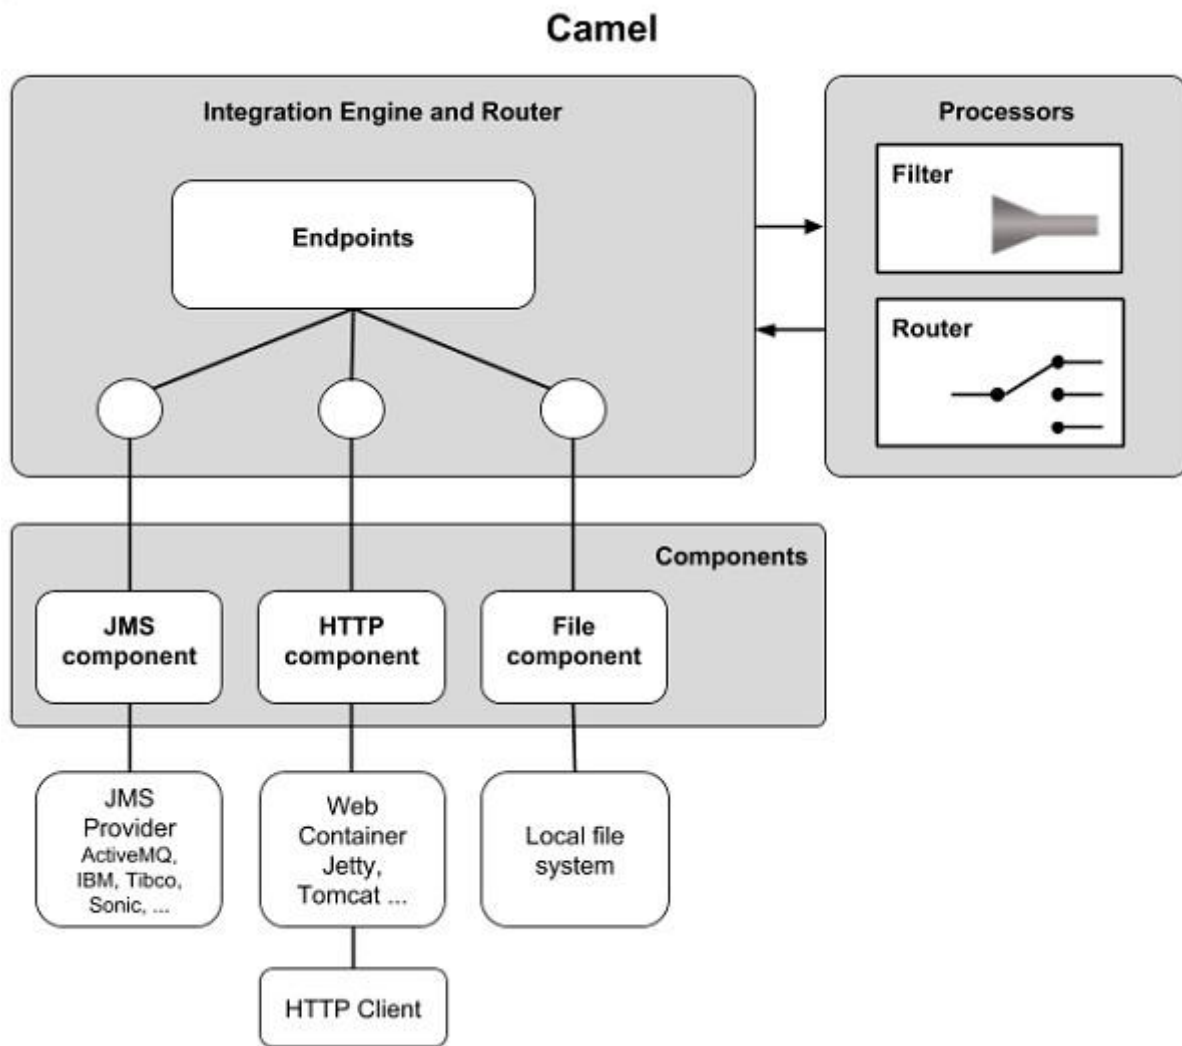 Camel
Integration Engine and Router
Endpoints
Processors
Filter
Router
Components
JMS
component
HTTP
component
File
component
JMS
Provider
ActiveMQ,
IBM, Tibco,
Sonic, ...
Web
Container
Jetty,
Tomcat ...
Local file
system
HTTP Client